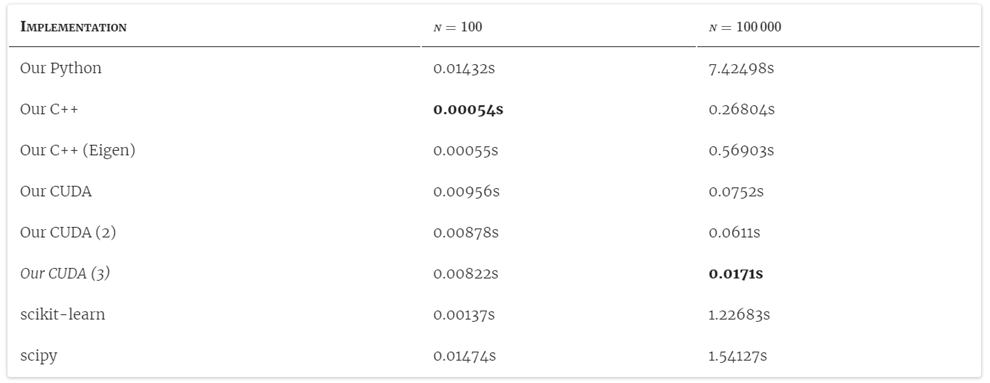 Implementation n = 100 n = 100 000
Our Python 0.01432s 7.42498s
Our C++ 0.00054s 0.26804s
Our C++ (Eigen) 0.00055s 0.56903s
Our CUDA 0.00956s 0.0752s
Our CUDA (2) 0.00878s 0.0611s
Our CUDA (3) 0.00822s 0.0171s
scikit-learn 0.00137s 1.22683s
scipy 0.01474s 1.54127s